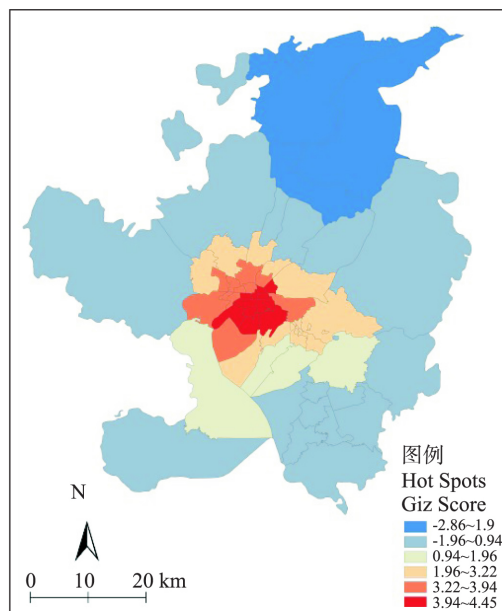 图例
Hot Spots
Giz Score
-2.86~1.9
-1.96~0.94
0.94~1.96
1.96~3.22
3.22~3.94
3.94~4.45
N
0 10 20 km